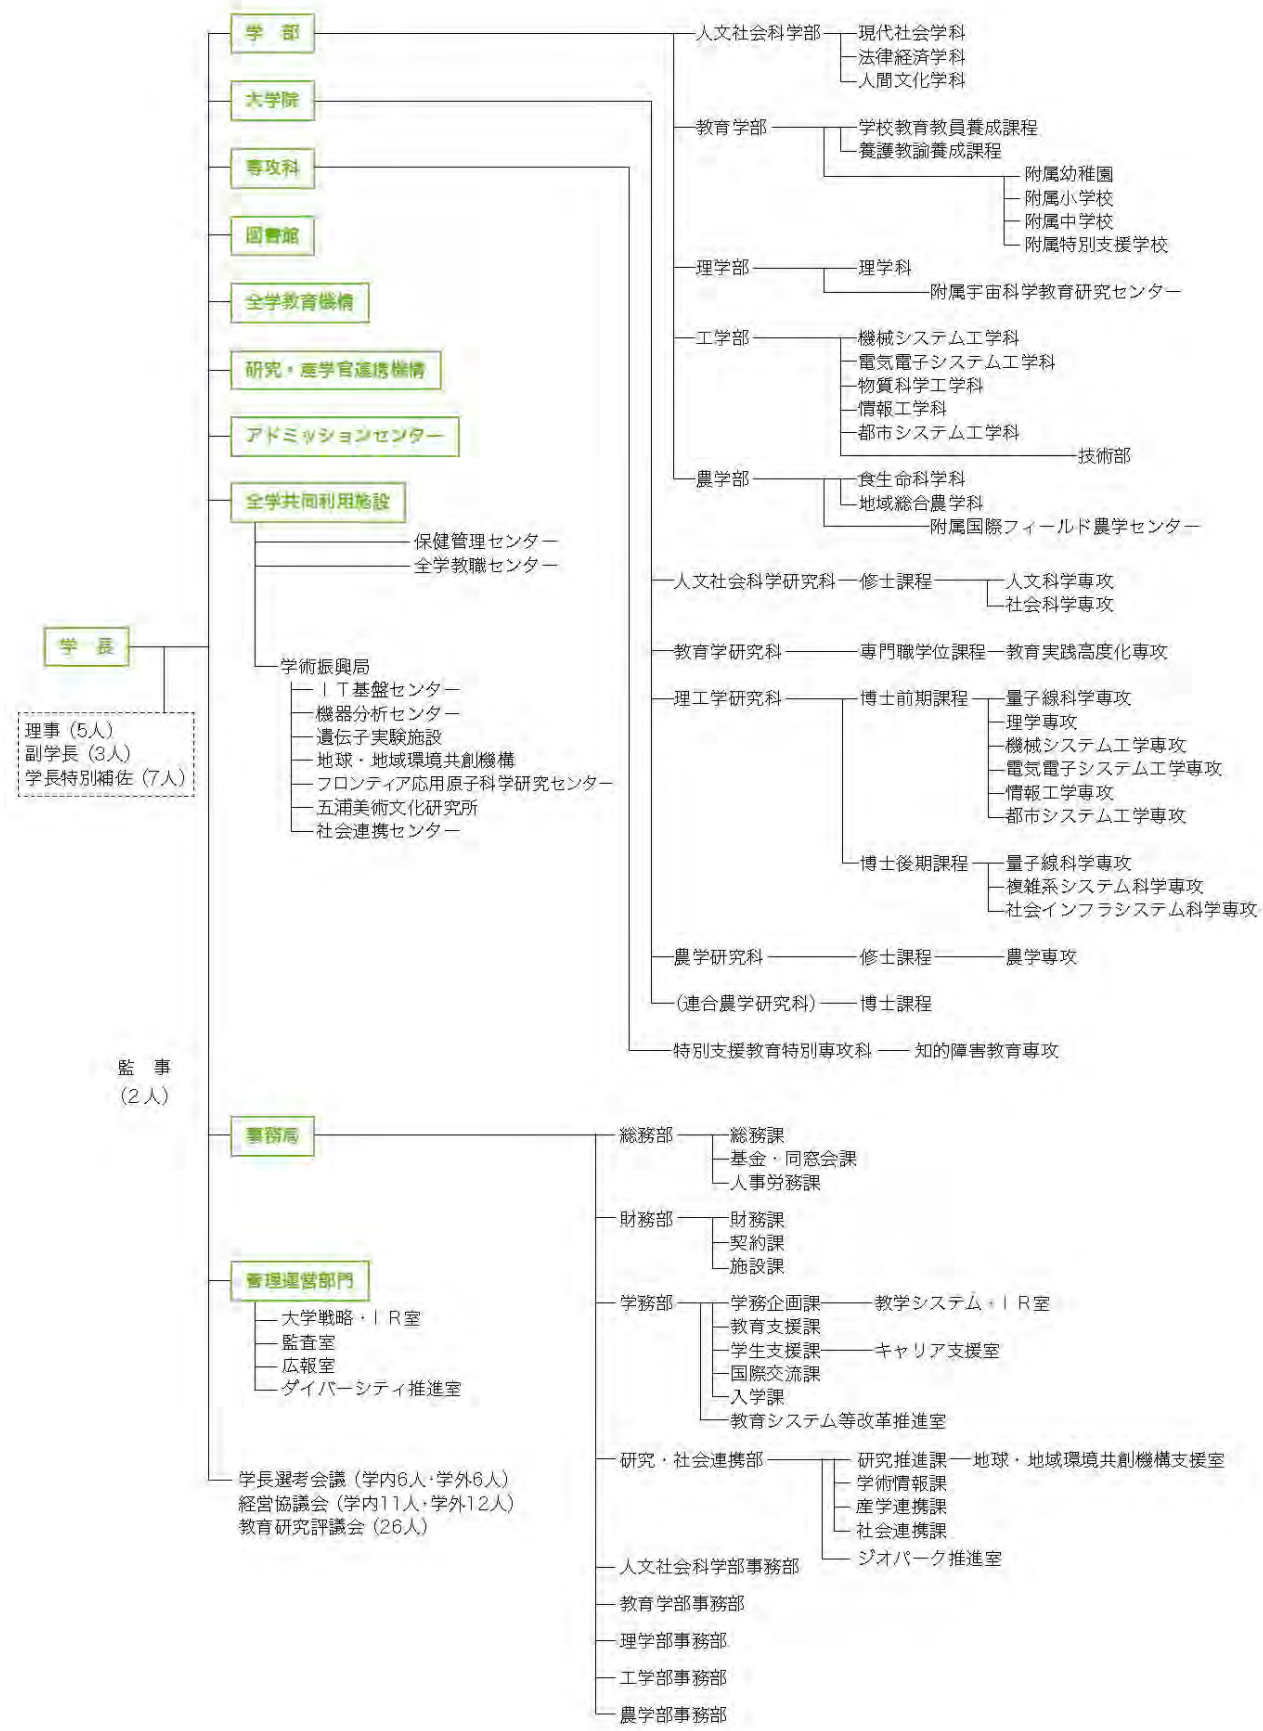 学　部
人文社会科学部
現代社会学科
法律経済学科
人間文化学科
大学院
教育学部
学校教育教員養成課程
養護教諭養成課程
専攻科
附属幼稚園
附属小学校
附属中学校
附属特別支援学校
図書館
理学部
理学科
附属宇宙科学教育研究センター
全学教育機構
工学部
機械システム工学科
電気電子システム工学科
物質科学工学科
情報工学科
都市システム工学科
技術部
研究・産学官連携機構
アドミッションセンター
農学部
食生命科学科
地域総合農学科
附属国際フィールド農学センター
全学共同利用施設
保健管理センター
全学教職センター
人文社会科学研究科
修士課程
人文科学専攻
社会科学専攻
学　長
教育学研究科
専門職学位課程
教育実践高度化専攻
学術振興局
ＩＴ基盤センター
機器分析センター
遺伝子実験施設
地球・地域環境共創機構
フロンティア応用原子科学研究センター
五浦美術文化研究所
社会連携センター
理工学研究科
博士前期課程
量子線科学専攻
理学専攻
機械システム工学専攻
電気電子システム工学専攻
情報工学専攻
都市システム工学専攻
理事（5人）
副学長（3人）
学長特別補佐（7人）
博士後期課程
量子線科学専攻
複雑系システム科学専攻
社会インフラシステム科学専攻
農学研究科
修士課程
農学専攻
（連合農学研究科）
博士課程
特別支援教育特別専攻科
知的障害教育専攻
監　事
（2人）
事務局
総務部
総務課
基金・同窓会課
人事労務課
財務部
財務課
契約課
施設課
管理運営部門
大学戦略・ＩＲ室
監査室
広報室
ダイバーシティ推進室
学務部
学務企画課
教学システム・ＩＲ室
教育支援課
学生支援課
キャリア支援室
国際交流課
入学課
教育システム等改革推進室
研究・社会連携部
研究推進課
地球・地域環境共創機構支援室
学術情報課
産学連携課
社会連携課
ジオパーク推進室
学長選考会議（学内6人・学外6人）
経営協議会（学内11人・学外12人）
教育研究評議会（26人）
人文社会科学部事務部
教育学部事務部
理学部事務部
工学部事務部
農学部事務部